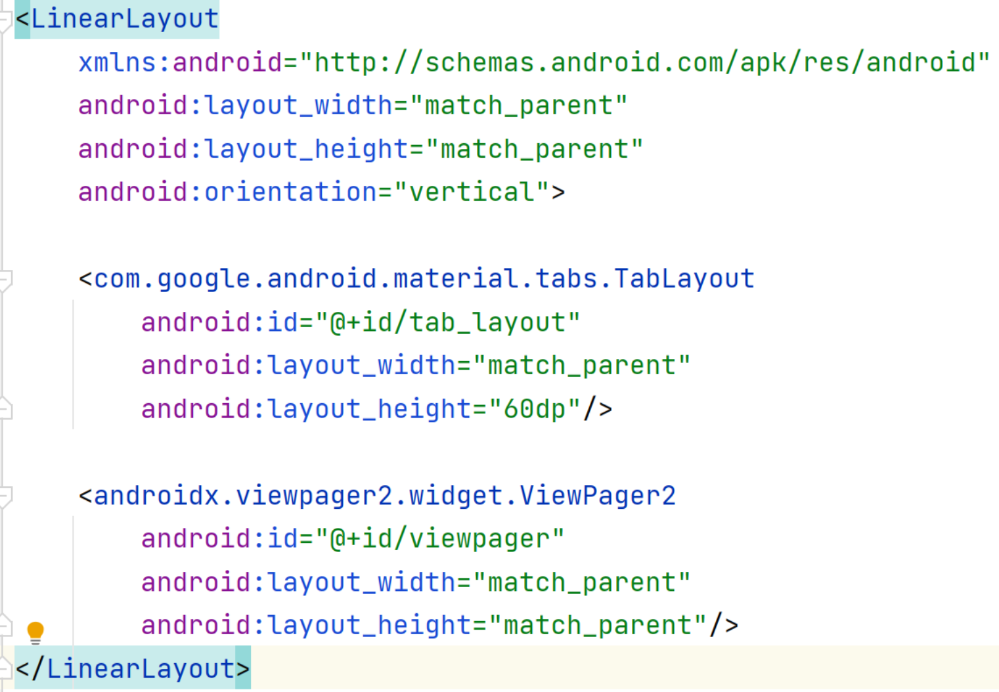 <LinearLayout
xmlns:android="http://schemas.android.com/apk/res/android"
android:layout_width="match_parent"
android:layout_height="match_parent"
android:orientation="vertical">
<com.google.android.material.tabs.TabLayout
android:id="@+id/tab_layout"
android:layout_width="match_parent"
android:layout_height="60dp"/>
<androidx.viewpager2.widget.ViewPager2
android:id="@+id/viewpager"
android:layout_width="match_parent"
android:layout_height="match_parent"/>
</LinearLayout>